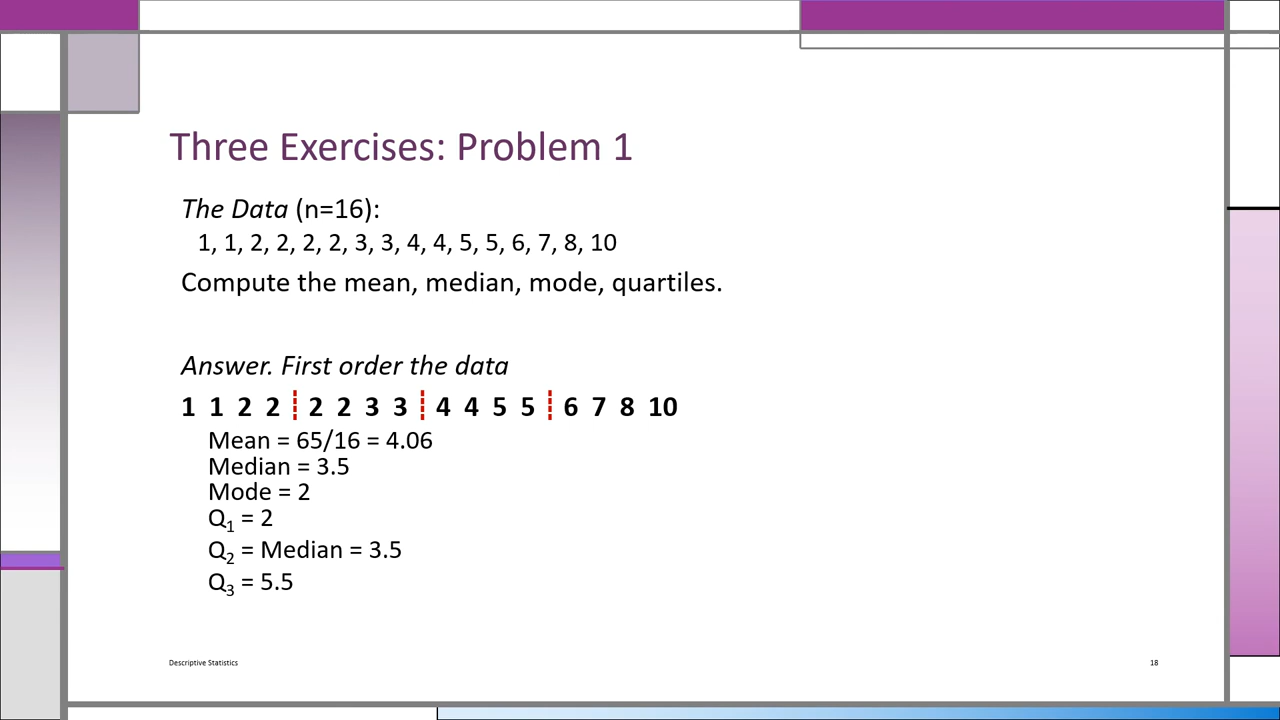 Three Exercises: Problem 1
The Data (n=16):
1, 1, 2, 2, 2, 2, 3, 3, 4, 4, 5, 5, 6, 7, 8, 10
Compute the mean, median, mode, quartiles.
Answer. First order the data
1 1 2 2 ┋ 2 2 3 3 ┋ 4 4 5 5 ┋ 6 7 8 10
Mean = 65/16 = 4.06
Median = 3.5
Mode = 2
Q₁ = 2
Q₂ = Median = 3.5
Q₃ = 5.5
Descriptive Statistics
18